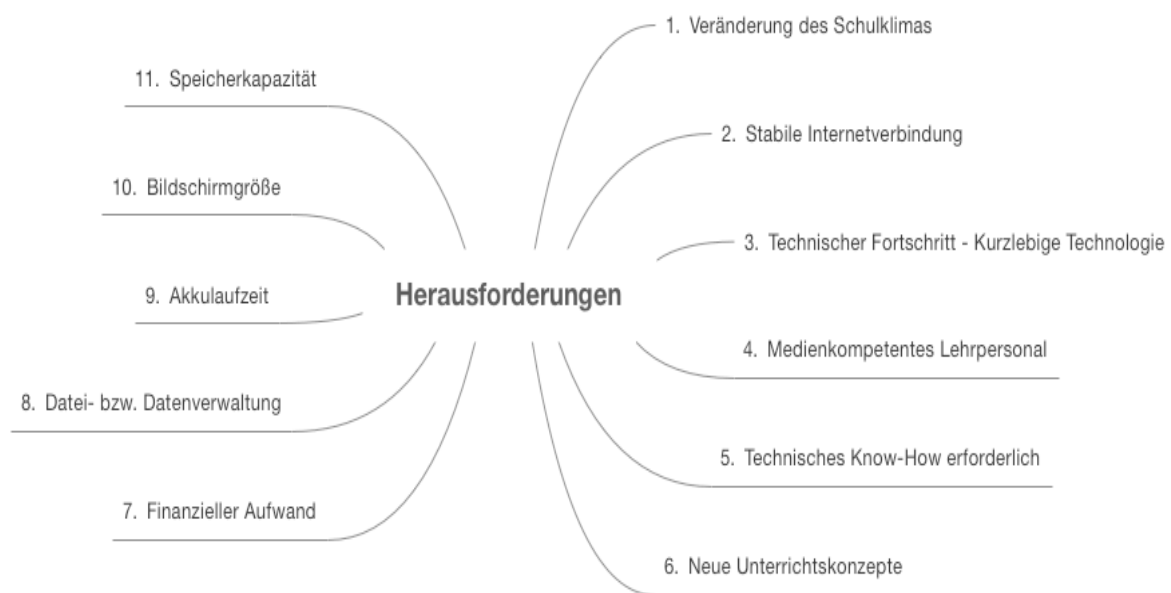 1. Veränderung des Schulklimas
2. Stabile Internetverbindung
3. Technischer Fortschritt - Kurzlebige Technologie
4. Medienkompetentes Lehrpersonal
5. Technisches Know-How erforderlich
6. Neue Unterrichtskonzepte
7. Finanzieller Aufwand
8. Datei- bzw. Datenverwaltung
9. Akkulaufzeit
10. Bildschirmgröße
11. Speicherkapazität
Herausforderungen